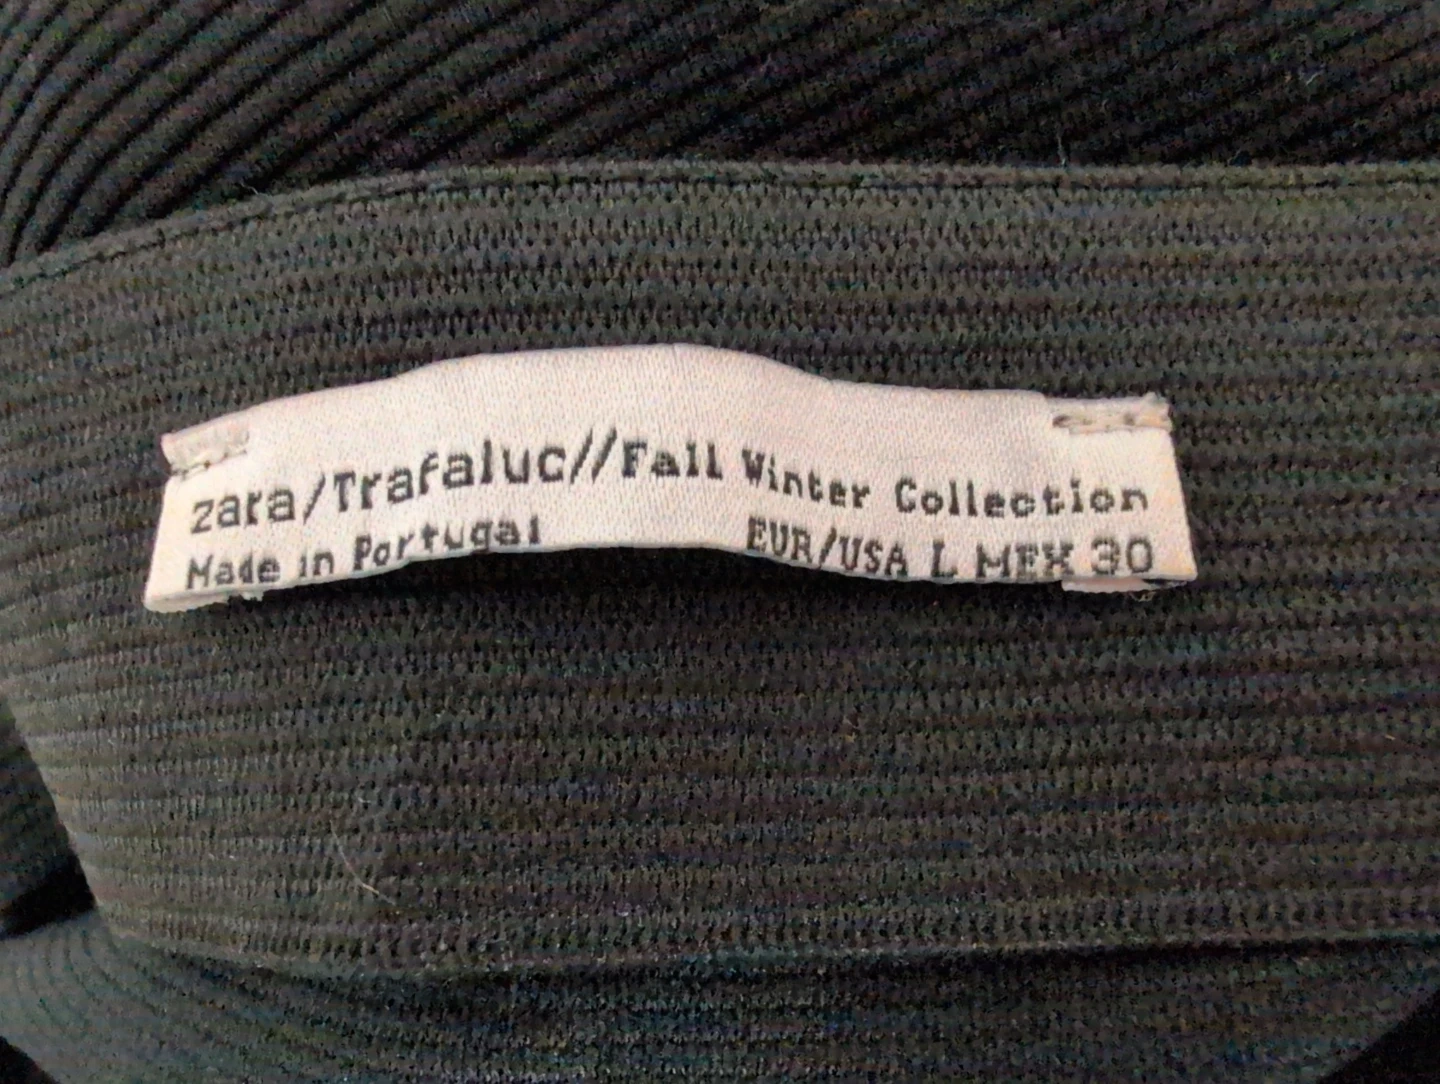 zara/Trafaluc//Fall Winter Collection
Made in Portugal EUR/USA L MEX 30